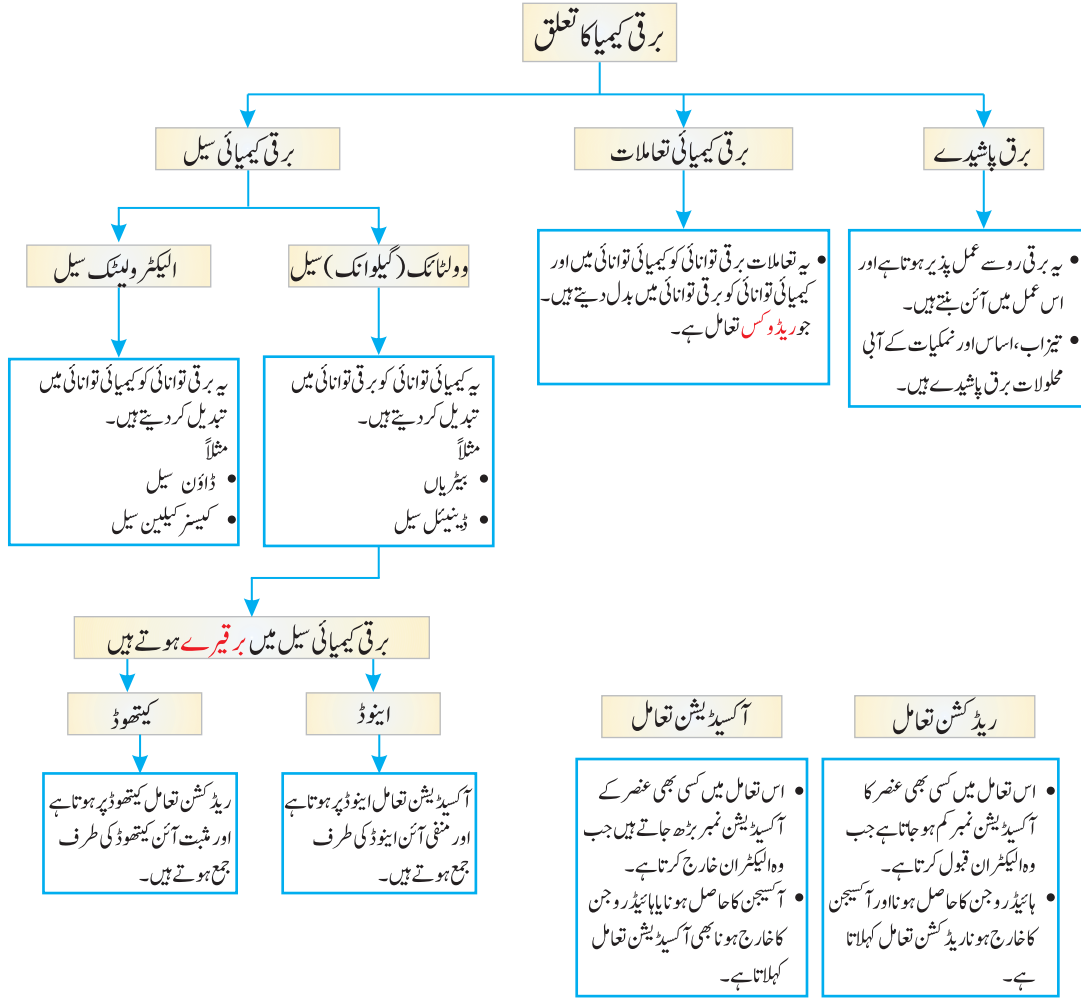 برقی کیمیا کا تعلق
برق پاشیدے
برقی کیمیائی تعاملات
برقی کیمیائی سیل
• یہ برقی رو سے عمل پذیر ہوتا ہے اور
اس عمل میں آئن بنتے ہیں۔
• تیزاب، اساس اور نمکیات کے آبی
محلولات برق پاشیدے ہیں۔
• یہ تعاملات برقی توانائی کو کیمیائی توانائی میں اور
کیمیائی توانائی کو برقی توانائی میں بدل دیتے ہیں۔
جو ریڈوکس تعامل ہے۔
وولٹائک (گیلوانک) سیل
الیکٹرولیٹک سیل
یہ کیمیائی توانائی کو برقی توانائی میں
تبدیل کر دیتے ہیں۔
مثلاً
• بیٹریاں
• ڈینیئل سیل
یہ برقی توانائی کو کیمیائی توانائی میں
تبدیل کر دیتے ہیں۔
مثلاً
• ڈاؤن سیل
• کیسنر کیلین سیل
برقی کیمیائی سیل میں برقیرے ہوتے ہیں
اینوڈ
کیتھوڈ
آکسیڈیشن تعامل اینوڈ پر ہوتا ہے
اور منفی آئن اینوڈ کی طرف
جمع ہوتے ہیں۔
ریڈکشن تعامل کیتھوڈ پر ہوتا ہے
اور مثبت آئن کیتھوڈ کی طرف
جمع ہوتے ہیں۔
ریڈکشن تعامل
• اس تعامل میں کسی بھی عنصر کا
آکسیڈیشن نمبر کم ہو جاتا ہے جب
وہ الیکٹران قبول کرتا ہے۔
• ہائیڈروجن کا حاصل ہونا اور آکسیجن
کا خارج ہونا ریڈکشن تعامل کہلاتا
ہے۔
آکسیڈیشن تعامل
• اس تعامل میں کسی بھی عنصر کے
آکسیڈیشن نمبر بڑھ جاتے ہیں جب
وہ الیکٹران خارج کرتا ہے۔
• آکسیجن کا حاصل ہونا یا ہائیڈروجن
کا خارج ہونا بھی آکسیڈیشن تعامل
کہلاتا ہے۔